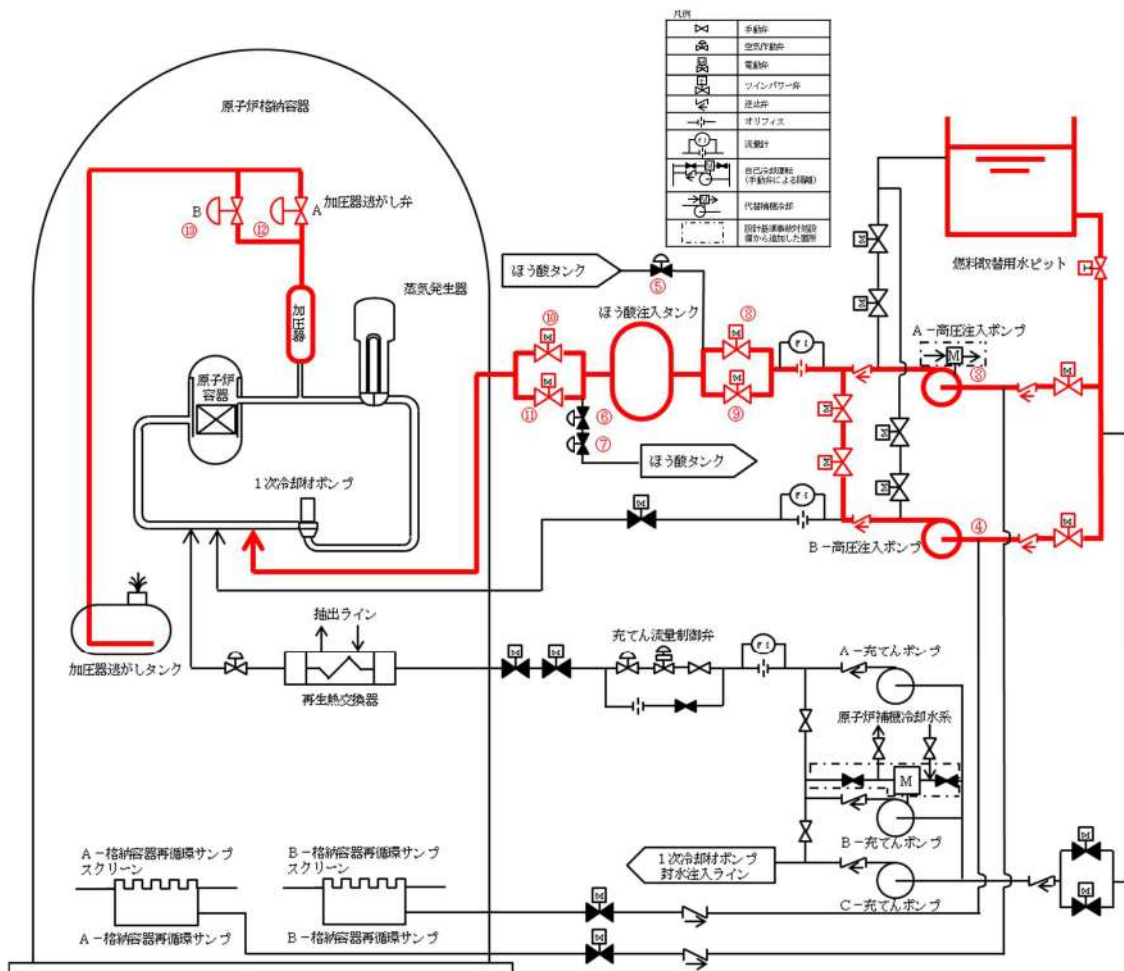 凡例
手動弁
空気作動弁
M
電動弁
ツインパワー弁
逆止弁
オリフィス
F I
流量計
M
自己冷却運転
(手動弁による隔離)
M
代替補機冷却
設計基準事故対処設
備から追加した箇所
原子炉格納容器
B
⑬
⑫
A
加圧器逃がし弁
加圧器
蒸気発生器
原子炉
容器
1次冷却材ポンプ
加圧器逃がしタンク
ほう酸タンク
⑤
ほう酸注入タンク
⑩
M
M
⑪
⑧
M
M
⑨
F I
⑥
⑦
ほう酸タンク
M
M
M
M
燃料取替用水ピット
A-高圧注入ポンプ
M
③
M
M
M
M
M
F I
④
M
B-高圧注入ポンプ
M
抽出ライン
再生熱交換器
充てん流量制御弁
F I
A-充てんポンプ
原子炉補機冷却水系
M
B-充てんポンプ
1次冷却材ポンプ
封水注入ライン
C-充てんポンプ
M
M
A-格納容器再循環サンプ
スクリーン
B-格納容器再循環サンプ
スクリーン
M
M
A-格納容器再循環サンプ
B-格納容器再循環サンプ